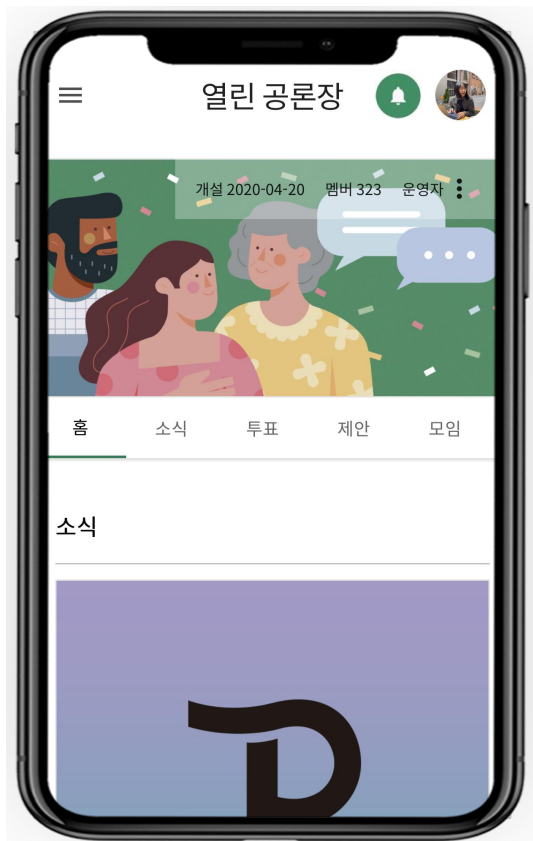 열린 공론장
개설 2020-04-20 멤버 323 운영자
홈 소식 투표 제안 모임
소식